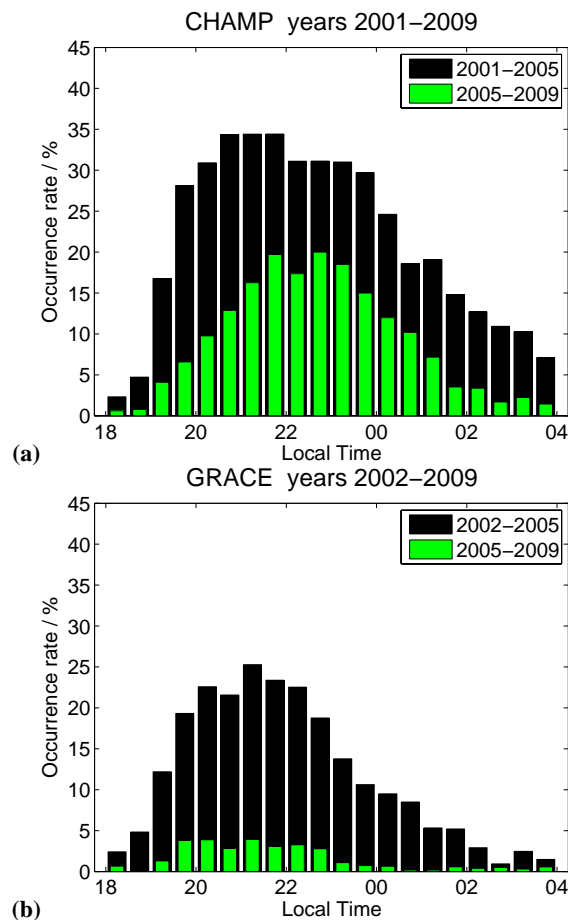 CHAMP years 2001−2009
45
40
35
30
25
20
15
10
5
0
Occurrence rate / %
2001−2005
2005−2009
18 20 22 00 02 04
Local Time
(a)
GRACE years 2002−2009
45
40
35
30
25
20
15
10
5
0
Occurrence rate / %
2002−2005
2005−2009
18 20 22 00 02 04
Local Time
(b)